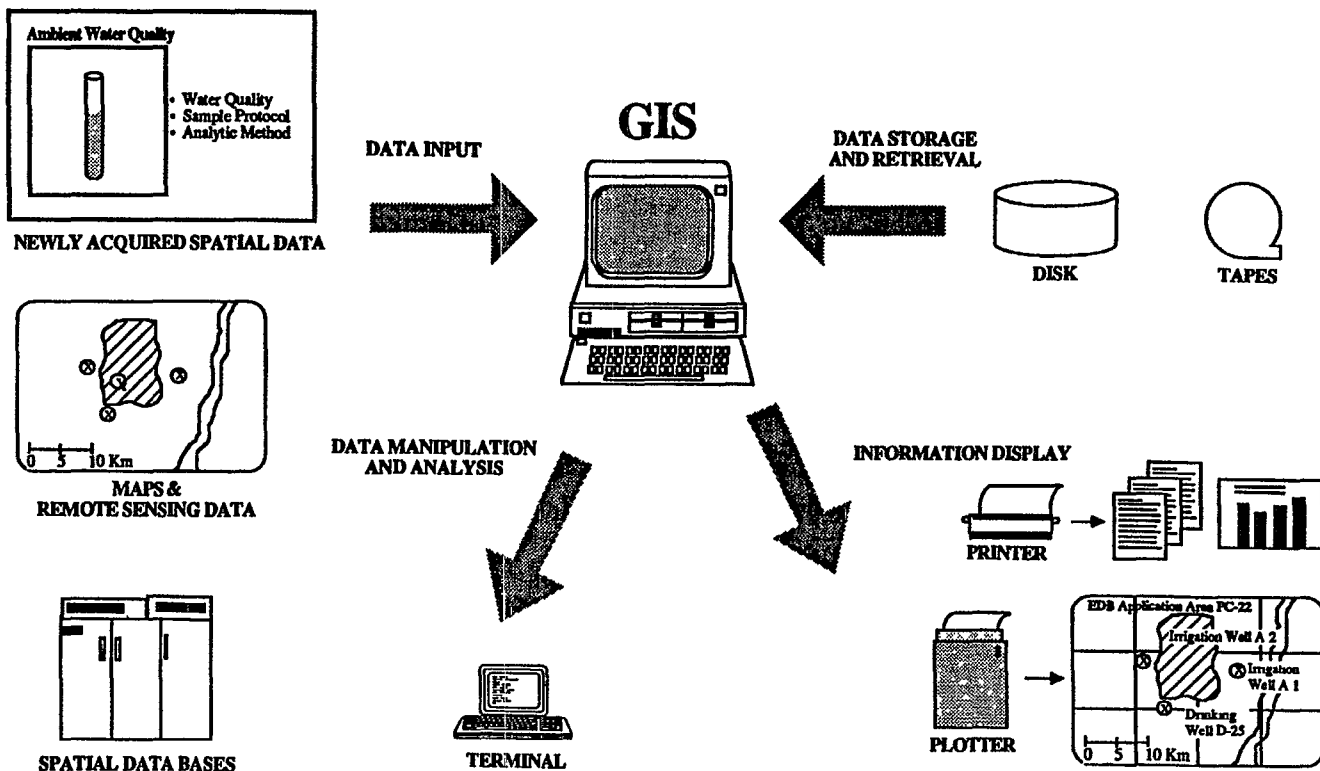 Ambient Water Quality
• Water Quality
• Sample Protocol
• Analytic Method
NEWLY ACQUIRED SPATIAL DATA
DATA INPUT
GIS
DATA STORAGE
AND RETRIEVAL
DISK
TAPES
0 5 10 Km
MAPS &
REMOTE SENSING DATA
DATA MANIPULATION
AND ANALYSIS
INFORMATION DISPLAY
PRINTER
SPATIAL DATA BASES
TERMINAL
PLOTTER
EDB Application Area PC-22
Irrigation Well A 2
Irrigation
Well A 1
Drinking
Well D-25
0 5 10 Km